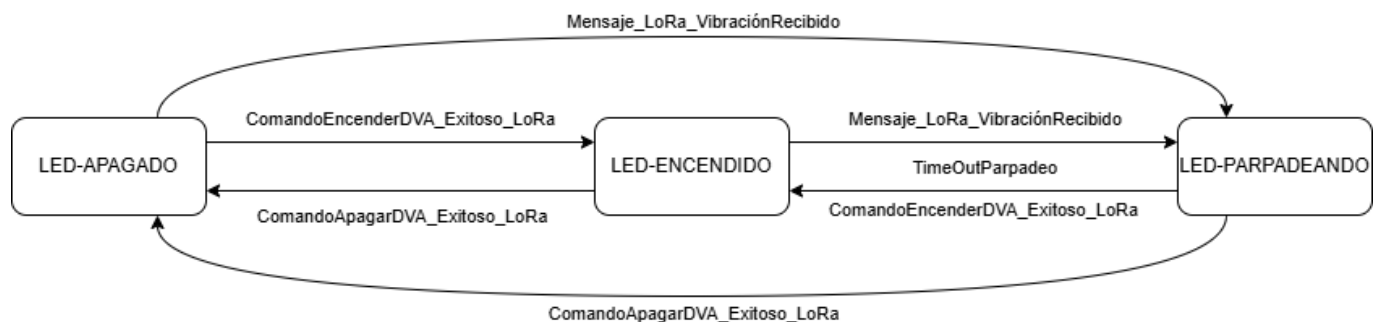 Mensaje_LoRa_VibraciónRecibido
ComandoEncenderDVA_Exitoso_LoRa
Mensaje_LoRa_VibraciónRecibido
LED-APAGADO
LED-ENCENDIDO
TimeOutParpadeo
LED-PARPADEANDO
ComandoApagarDVA_Exitoso_LoRa
ComandoEncenderDVA_Exitoso_LoRa
ComandoApagarDVA_Exitoso_LoRa